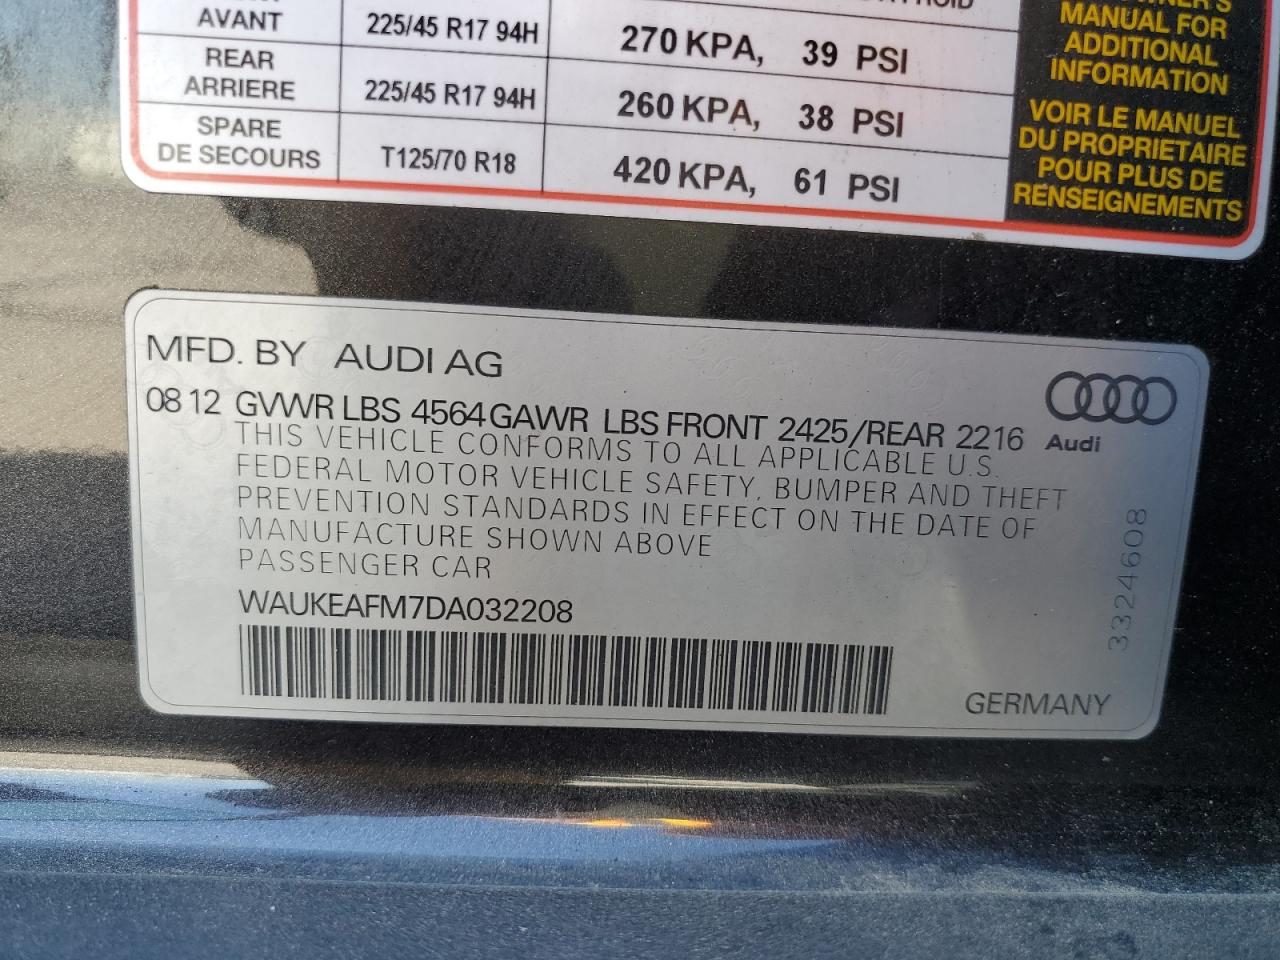 AVANT 225/45 R17 94H 270 KPA, 39 PSI
REAR
ARRIERE 225/45 R17 94H 260 KPA, 38 PSI
SPARE
DE SECOURS T125/70 R18 420 KPA, 61 PSI
MANUAL FOR
ADDITIONAL
INFORMATION
VOIR LE MANUEL
DU PROPRIETAIRE
POUR PLUS DE
RENSEIGNEMENTS
MFD. BY AUDI AG
08 12 GVWR LBS 4564 GAWR LBS FRONT 2425/REAR 2216
Audi
THIS VEHICLE CONFORMS TO ALL APPLICABLE U.S.
FEDERAL MOTOR VEHICLE SAFETY, BUMPER AND THEFT
PREVENTION STANDARDS IN EFFECT ON THE DATE OF
MANUFACTURE SHOWN ABOVE
PASSENGER CAR
WAUKEAFM7DA032208
3324608
GERMANY